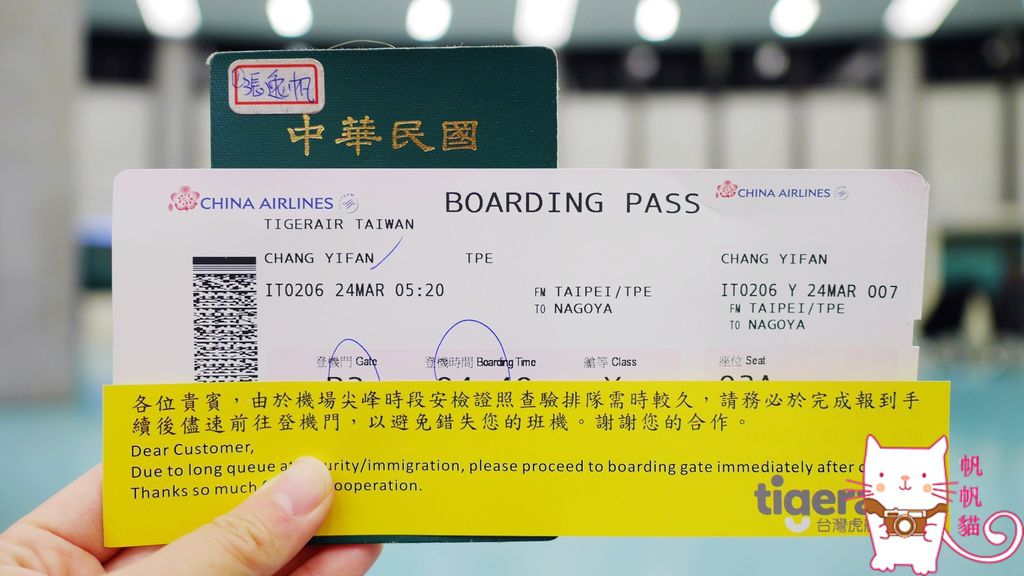 張逸帆
中華民國
CHINA AIRLINES
BOARDING PASS
CHINA AIRLINES
TIGERAIR TAIWAN
CHANG YIFAN
TPE
CHANG YIFAN
IT0206 24MAR 05:20
FM TAIPEI/TPE
TO NAGOYA
IT0206 Y 24MAR 007
FM TAIPEI/TPE
TO NAGOYA
登機門 Gate
登機時間 Boarding Time
艙等 Class
座位 Seat
各位貴賓，由於機場尖峰時段安檢證照查驗排隊需時較久，請務必於完成報到手
續後儘速前往登機門，以避免錯失您的班機。謝謝您的合作。
Dear Customer,
Due to long queue at urity/immigration, please proceed to boarding gate immediately after
Thanks so much ooperation.
tiger
台灣虎
帆帆貓